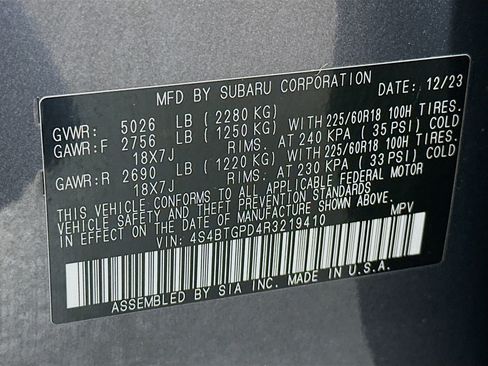 MFD BY SUBARU CORPORATION DATE: 12/23
GVWR: 5026 LB (2280 KG)
GAWR:F 2756 LB (1250 KG) WITH 225/60R18 100H TIRES.
18X7J RIMS. AT 240 KPA (35 PSI) COLD
GAWR:R 2690 LB (1220 KG) WITH 225/60R18 100H TIRES.
18X7J RIMS. AT 230 KPA (33 PSI) COLD
THIS VEHICLE CONFORMS TO ALL APPLICABLE FEDERAL MOTOR
VEHICLE SAFETY, BUMPER, AND THEFT PREVENTION STANDARDS
IN EFFECT ON THE DATE OF MANUFACTURE SHOWN ABOVE.
VIN: 4S4BTGPD4R3219410 MPV
ASSEMBLED BY SIA INC. MADE IN U.S.A.